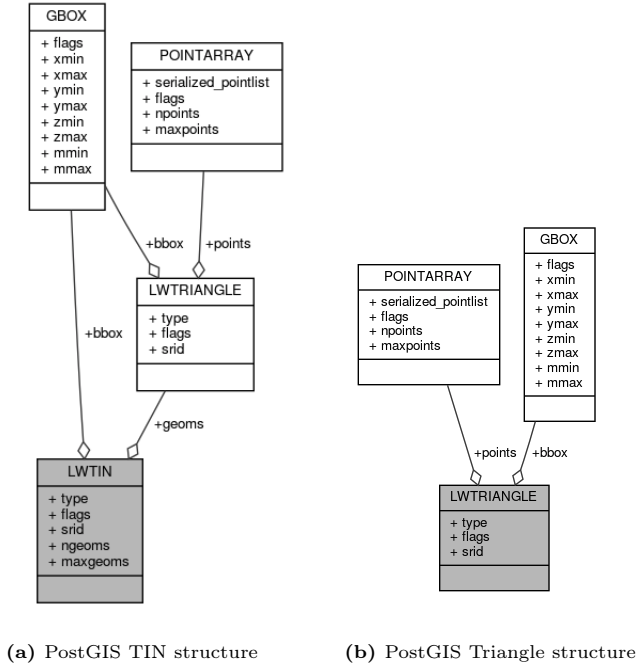 GBOX
+ flags
+ xmin
+ xmax
+ ymin
+ ymax
+ zmin
+ zmax
+ mmin
+ mmax
POINTARRAY
+ serialized_pointlist
+ flags
+ npoints
+ maxpoints
+bbox
+points
LWTRIANGLE
+ type
+ flags
+ srid
+bbox
+geoms
LWTIN
+ type
+ flags
+ srid
+ ngeoms
+ maxgeoms
(a) PostGIS TIN structure
POINTARRAY
+ serialized_pointlist
+ flags
+ npoints
+ maxpoints
GBOX
+ flags
+ xmin
+ xmax
+ ymin
+ ymax
+ zmin
+ zmax
+ mmin
+ mmax
+points
+bbox
LWTRIANGLE
+ type
+ flags
+ srid
(b) PostGIS Triangle structure